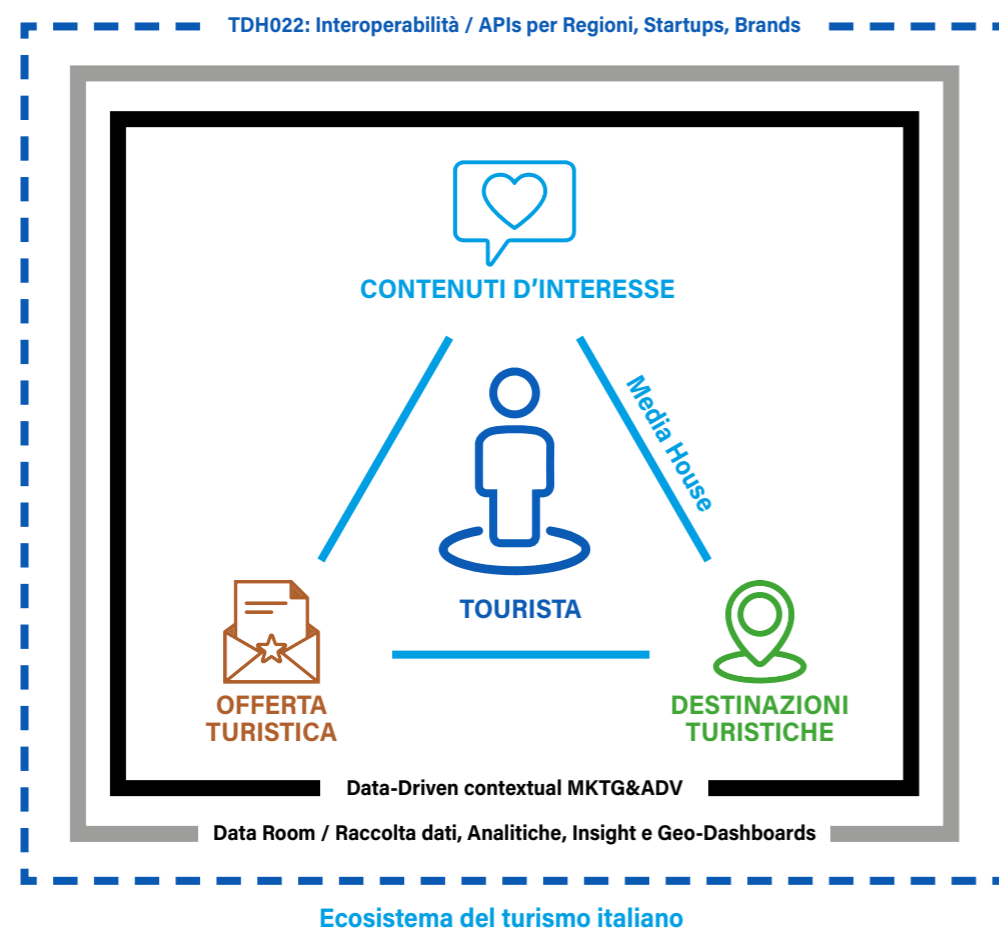 TDH022: Interoperabilità / APIs per Regioni, Startups, Brands
CONTENUTI D’INTERESSE
Media House
TOURISTA
OFFERTA
TURISTICA
DESTINAZIONI
TURISTICHE
Data-Driven contextual MKTG&ADV
Data Room / Raccolta dati, Analitiche, Insight e Geo-Dashboards
Ecosistema del turismo italiano